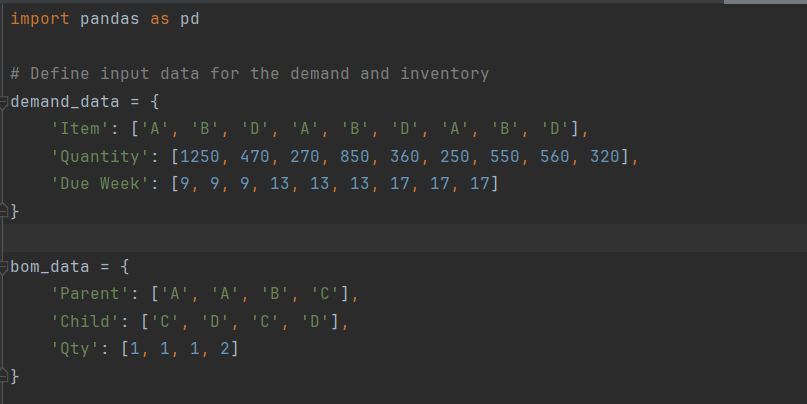 import pandas as pd
# Define input data for the demand and inventory
demand_data = {
    'Item': ['A', 'B', 'D', 'A', 'B', 'D', 'A', 'B', 'D'],
    'Quantity': [1250, 470, 270, 850, 360, 250, 550, 560, 320],
    'Due Week': [9, 9, 9, 13, 13, 13, 17, 17, 17]
}
bom_data = {
    'Parent': ['A', 'A', 'B', 'C'],
    'Child': ['C', 'D', 'C', 'D'],
    'Qty': [1, 1, 1, 2]
}